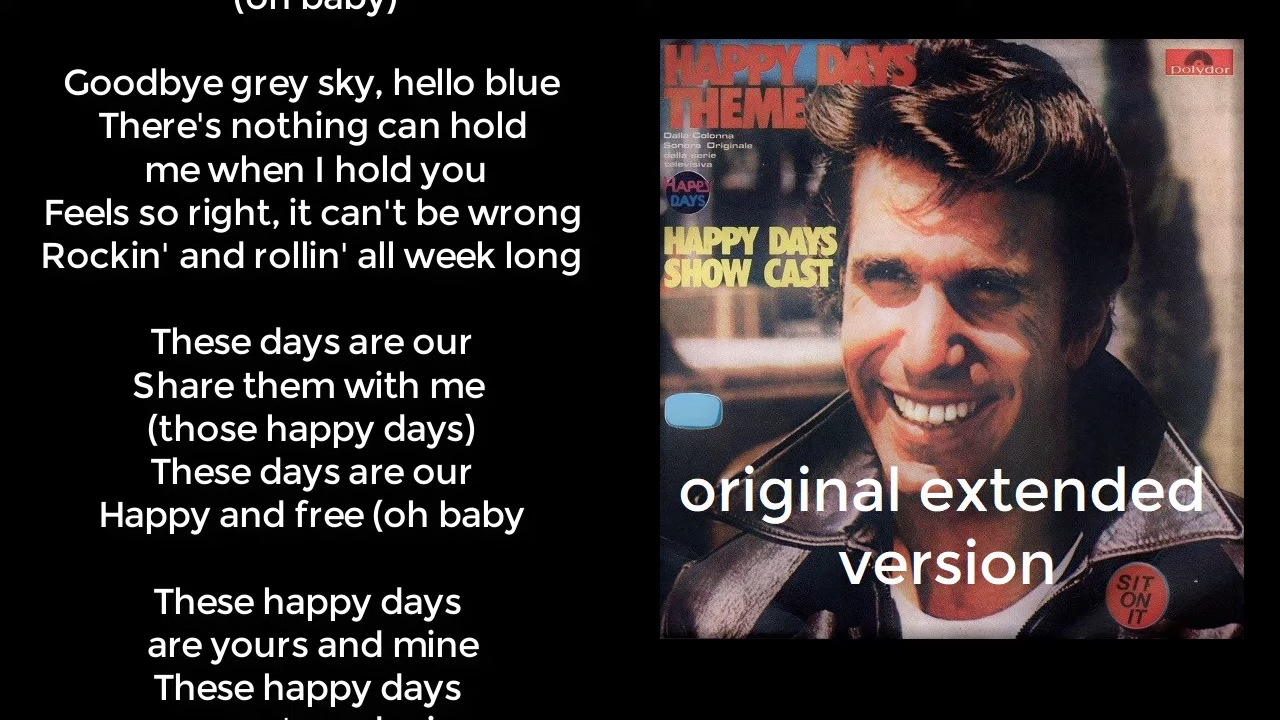 (oh baby)
Goodbye grey sky, hello blue
There's nothing can hold
me when I hold you
Feels so right, it can't be wrong
Rockin' and rollin' all week long
These days are our
Share them with me
(those happy days)
These days are our
Happy and free (oh baby
These happy days
are yours and mine
These happy days
HAPPY DAYS
THEME
Dalla Colonna
Sonora Originale
della serie
televisiva
HAPPY
DAYS
HAPPY DAYS
SHOW CAST
polydor
original extended
version
SIT
ON
IT